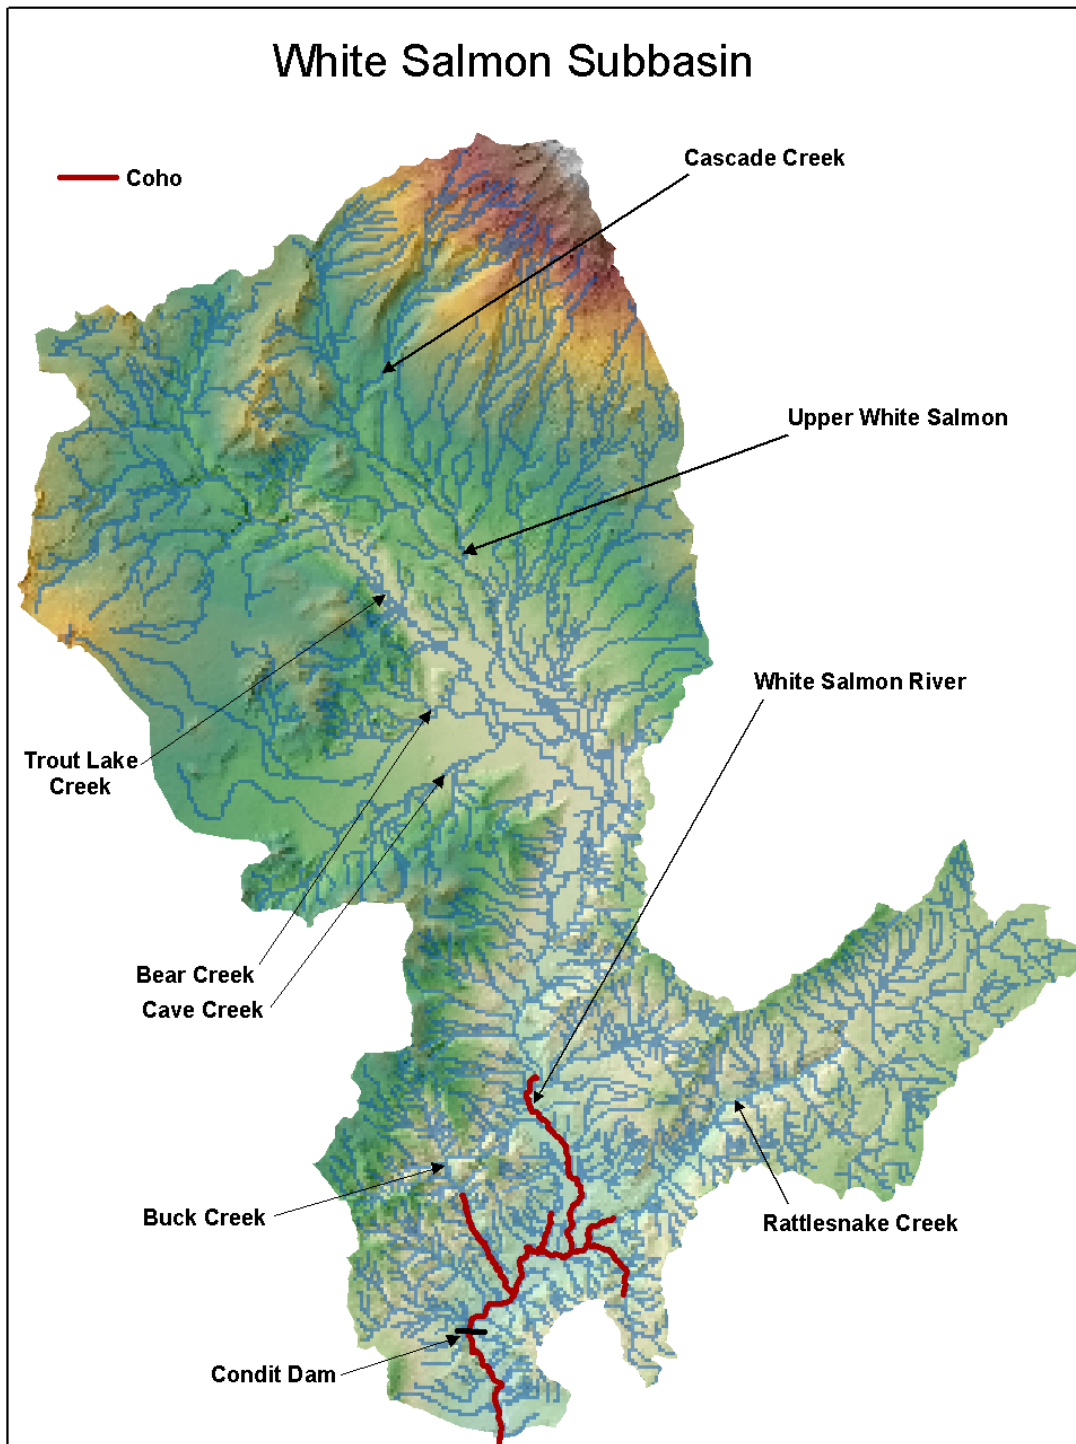 White Salmon Subbasin
Cascade Creek
Coho
Upper White Salmon
White Salmon River
Trout Lake
Creek
Bear Creek
Cave Creek
Buck Creek
Rattlesnake Creek
Condit Dam